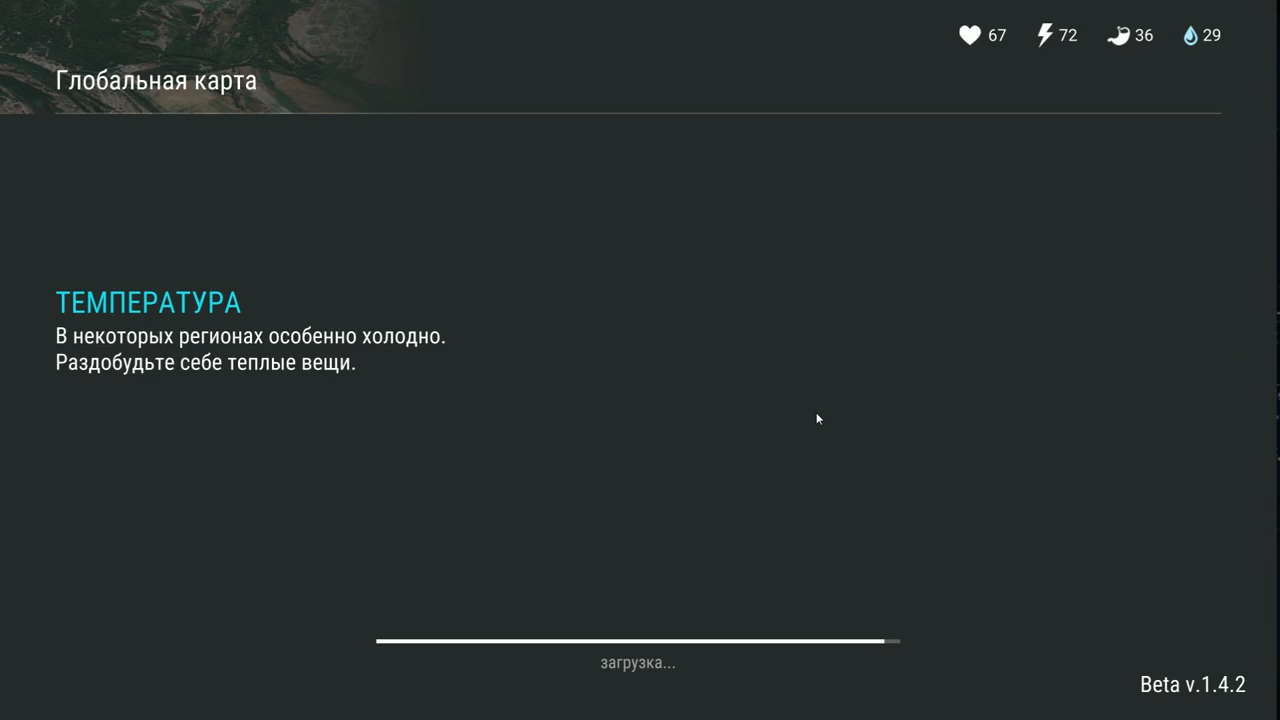 67 72 36 29
Глобальная карта
ТЕМПЕРАТУРА
В некоторых регионах особенно холодно.
Раздобудьте себе теплые вещи.
загрузка...
Beta v.1.4.2